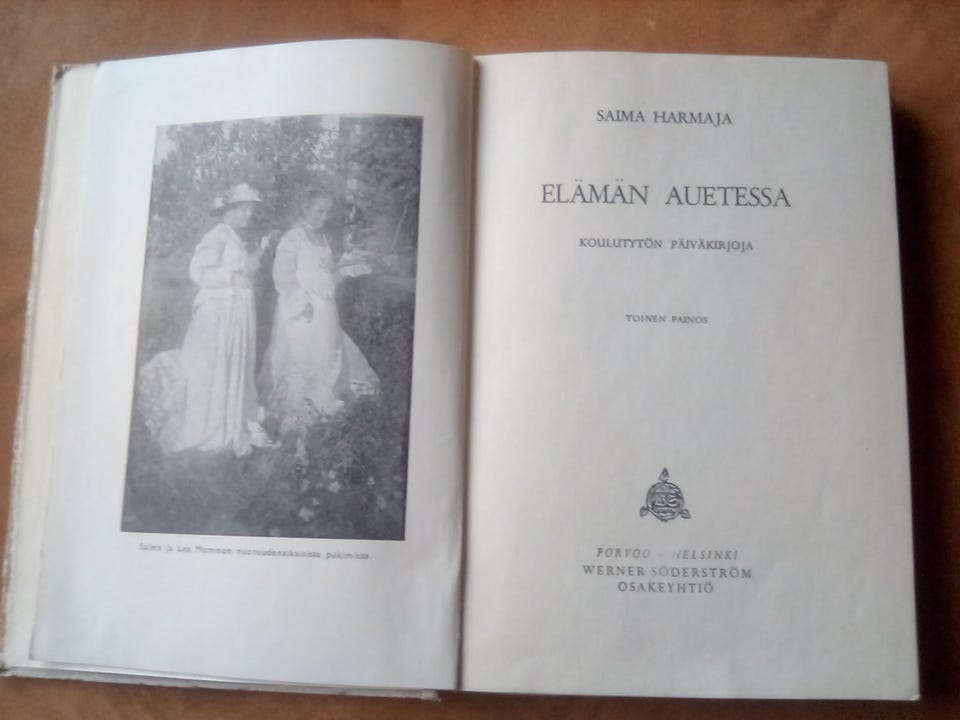 Saima ja Lea Mummon nuoruudenaikaisissa pukimissa.
SAIMA HARMAJA
ELÄMÄN AUETESSA
KOULUTYTÖN PÄIVÄKIRJOJA
TOINEN PAINOS
PORVOO – HELSINKI
WERNER SÖDERSTRÖM
OSAKEYHTIÖ